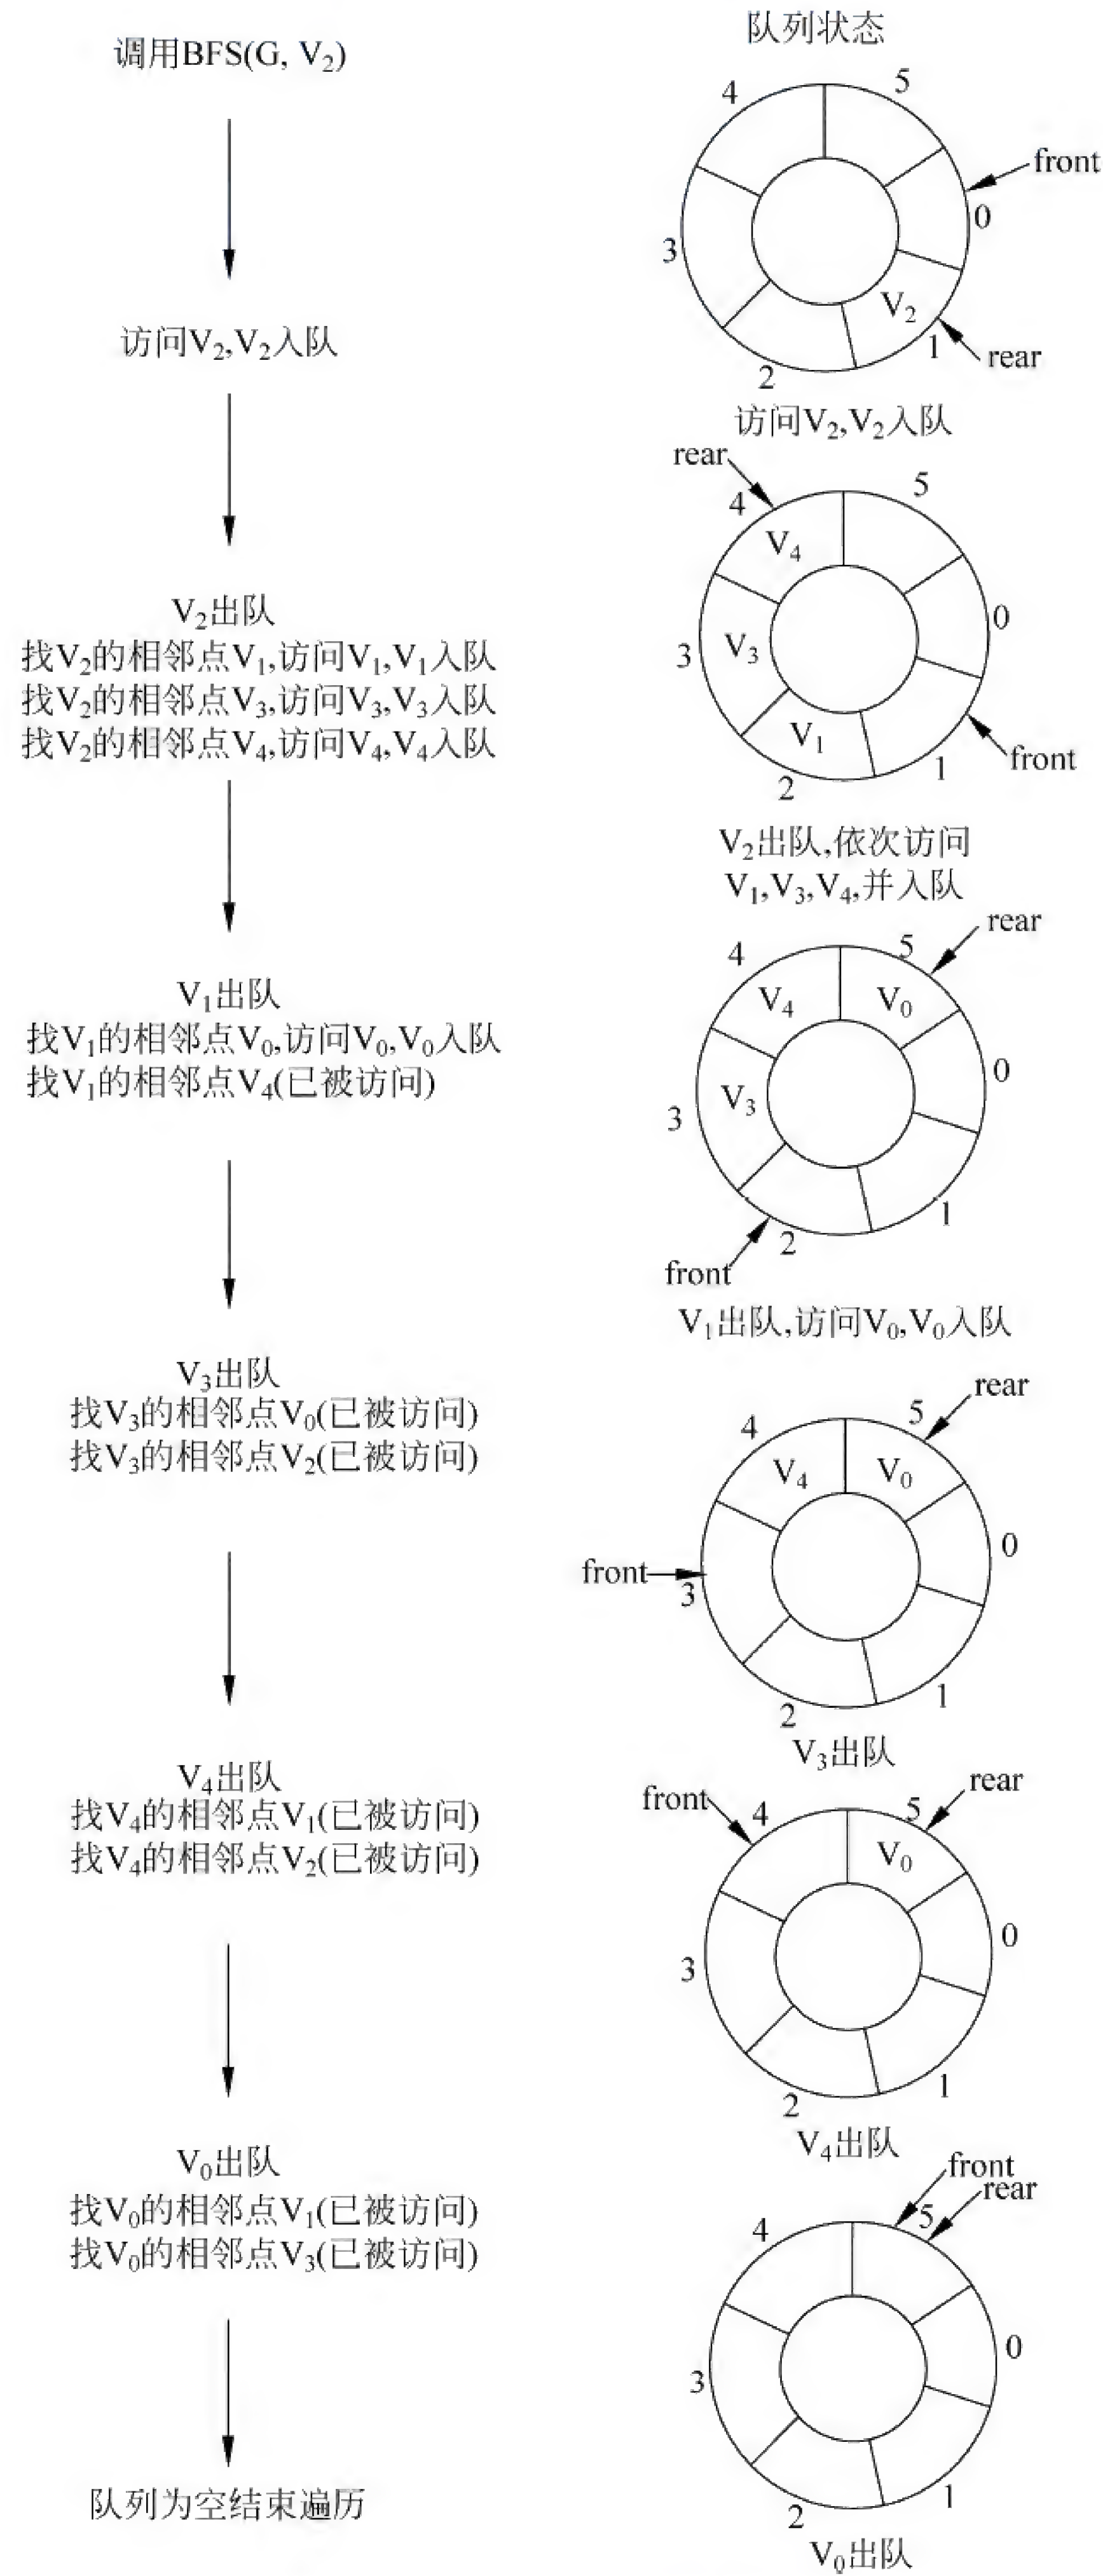 调用BFS(G, V₂)
访问V₂,V₂入队
V₂出队
找V₂的相邻点V₁,访问V₁,V₁入队
找V₂的相邻点V₃,访问V₃,V₃入队
找V₂的相邻点V₄,访问V₄,V₄入队
V₁出队
找V₁的相邻点V₀,访问V₀,V₀入队
找V₁的相邻点V₄(已被访问)
V₃出队
找V₃的相邻点V₀(已被访问)
找V₃的相邻点V₂(已被访问)
V₄出队
找V₄的相邻点V₁(已被访问)
找V₄的相邻点V₂(已被访问)
V₀出队
找V₀的相邻点V₁(已被访问)
找V₀的相邻点V₃(已被访问)
队列为空结束遍历
队列状态
4
5
front
0
3
V₂
1
rear
2
访问V₂,V₂入队
rear
4
5
V₄
0
3
V₃
V₁
1
front
2
V₂出队,依次访问
V₁,V₃,V₄,并入队
rear
4
5
V₄
V₀
0
3
V₃
1
2
front
V₁出队,访问V₀,V₀入队
rear
4
5
V₄
V₀
0
front
3
1
2
V₃出队
rear
front
4
5
V₀
0
3
1
2
V₄出队
front
rear
4
5
0
3
1
2
V₀出队